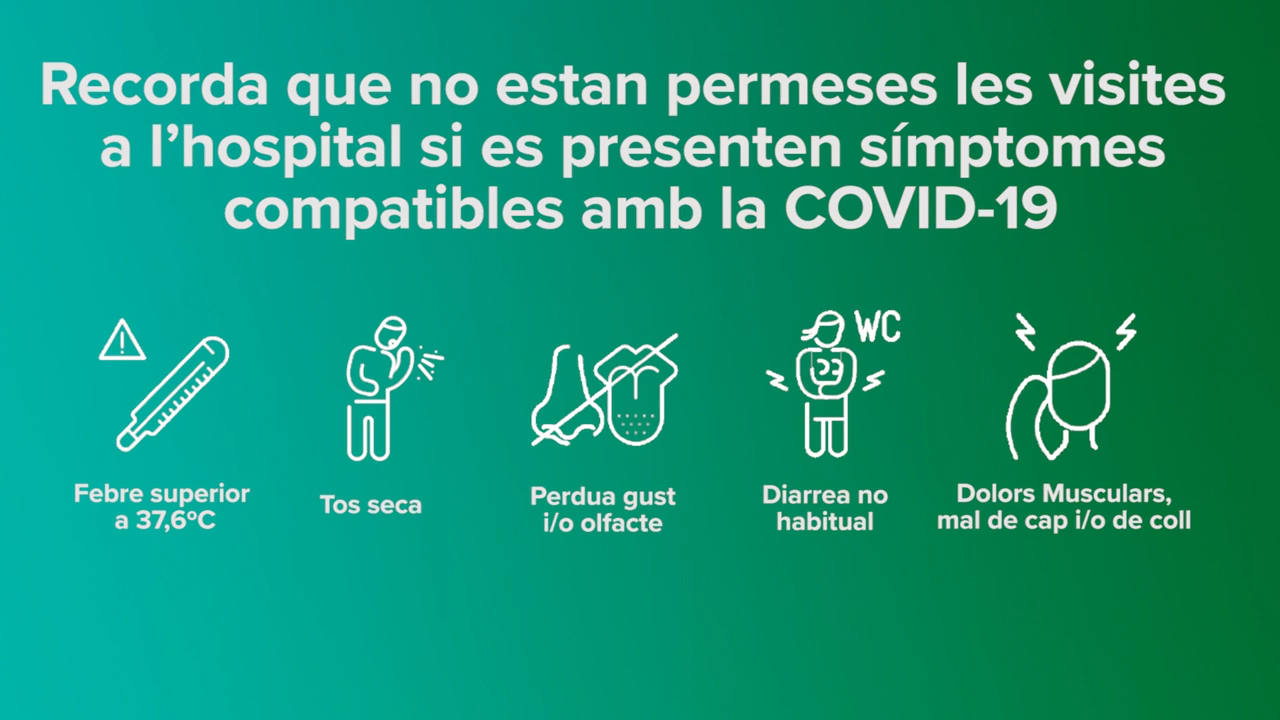 Recorda que no estan permeses les visites
a l’hospital si es presenten símptomes
compatibles amb la COVID-19
WC
Febre superior
a 37,6ºC
Tos seca
Perdua gust
i/o olfacte
Diarrea no
habitual
Dolors Musculars,
mal de cap i/o de coll